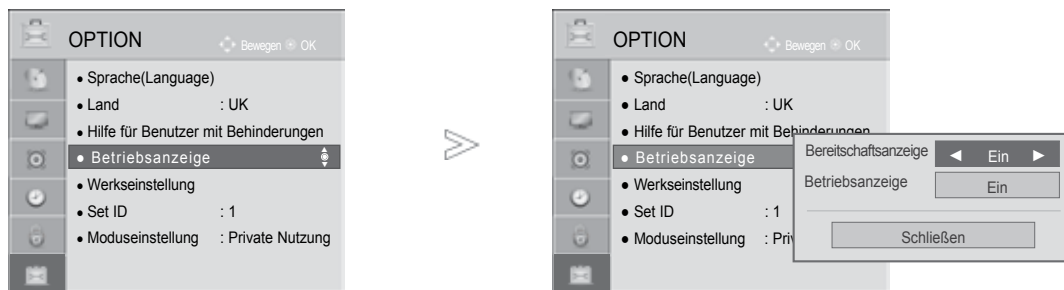 OPTION
Bewegen OK
• Sprache(Language)
• Land : UK
• Hilfe für Benutzer mit Behinderungen
• Betriebsanzeige
• Werkseinstellung
• Set ID : 1
• Moduseinstellung : Private Nutzung
OPTION
Bewegen OK
• Sprache(Language)
• Land : UK
• Hilfe für Benutzer mit Behinderungen
• Betriebsanzeige
• Werkseinstellung
• Set ID : 1
• Moduseinstellung : Priv
Bereitschaftsanzeige ◄ Ein ►
Betriebsanzeige Ein
Schließen